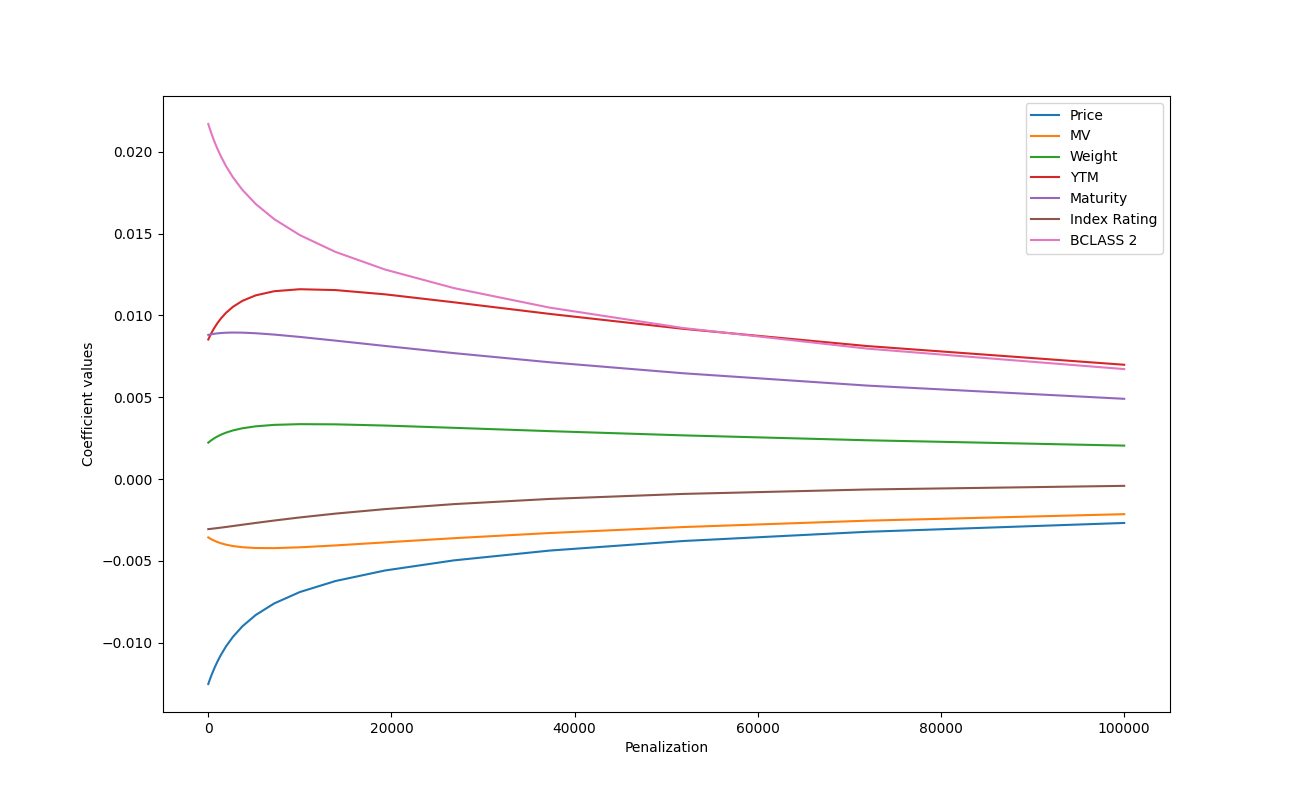 Price
MV
Weight
YTM
Maturity
Index Rating
BCLASS 2
Coefficient values
0.020
0.015
0.010
0.005
0.000
−0.005
−0.010
0
20000
40000
60000
80000
100000
Penalization